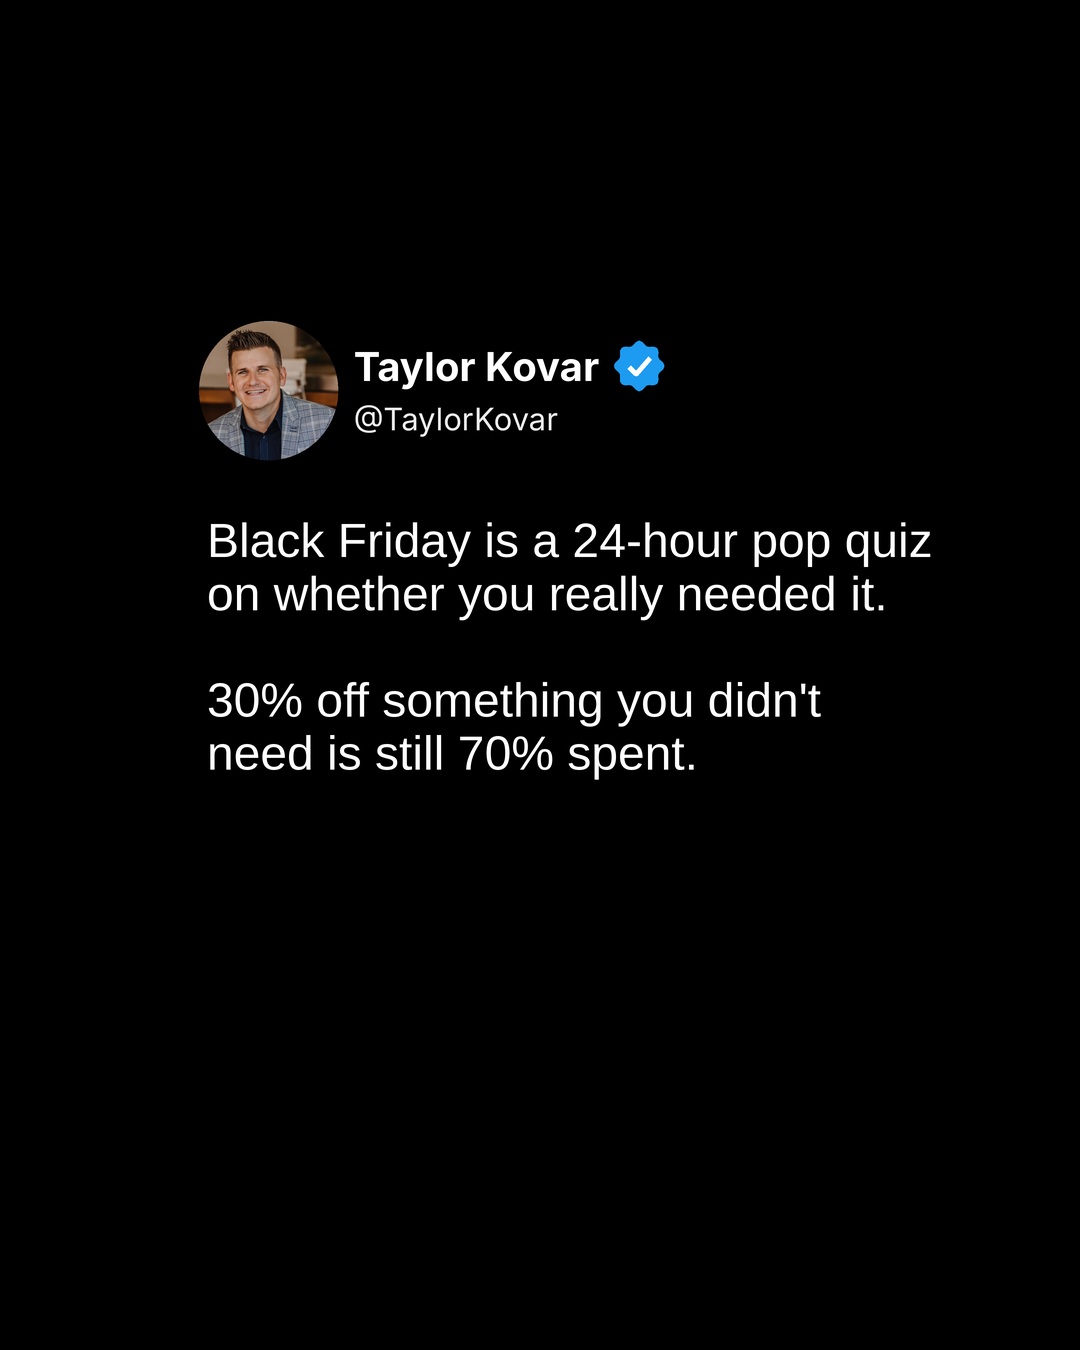 Taylor Kovar
@TaylorKovar
Black Friday is a 24-hour pop quiz
on whether you really needed it.
30% off something you didn't
need is still 70% spent.